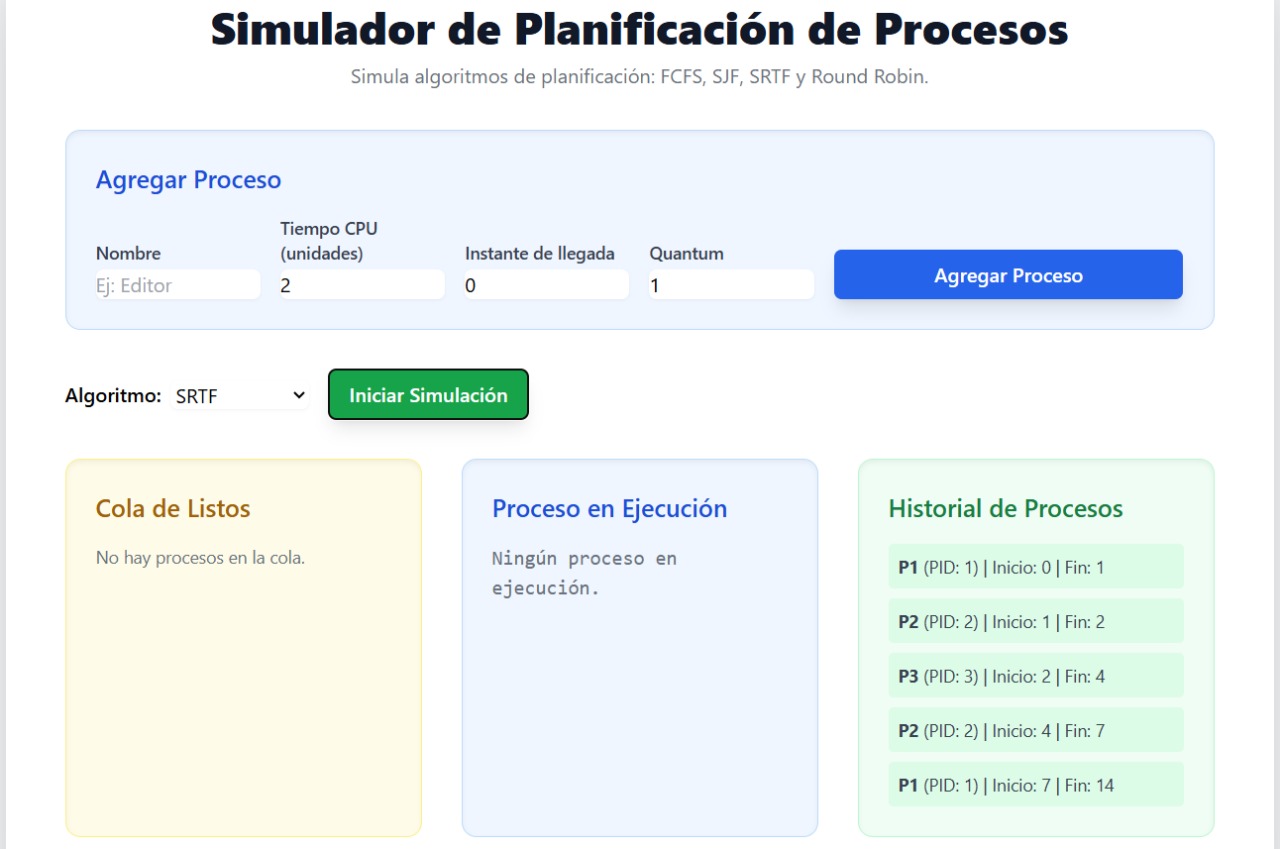 Simulador de Planificación de Procesos
Simula algoritmos de planificación: FCFS, SJF, SRTF y Round Robin.
Agregar Proceso
Nombre
Ej: Editor
Tiempo CPU
(unidades)
2
Instante de llegada
0
Quantum
1
Agregar Proceso
Algoritmo: SRTF
Iniciar Simulación
Cola de Listos
No hay procesos en la cola.
Proceso en Ejecución
Ningún proceso en
ejecución.
Historial de Procesos
P1 (PID: 1) | Inicio: 0 | Fin: 1
P2 (PID: 2) | Inicio: 1 | Fin: 2
P3 (PID: 3) | Inicio: 2 | Fin: 4
P2 (PID: 2) | Inicio: 4 | Fin: 7
P1 (PID: 1) | Inicio: 7 | Fin: 14